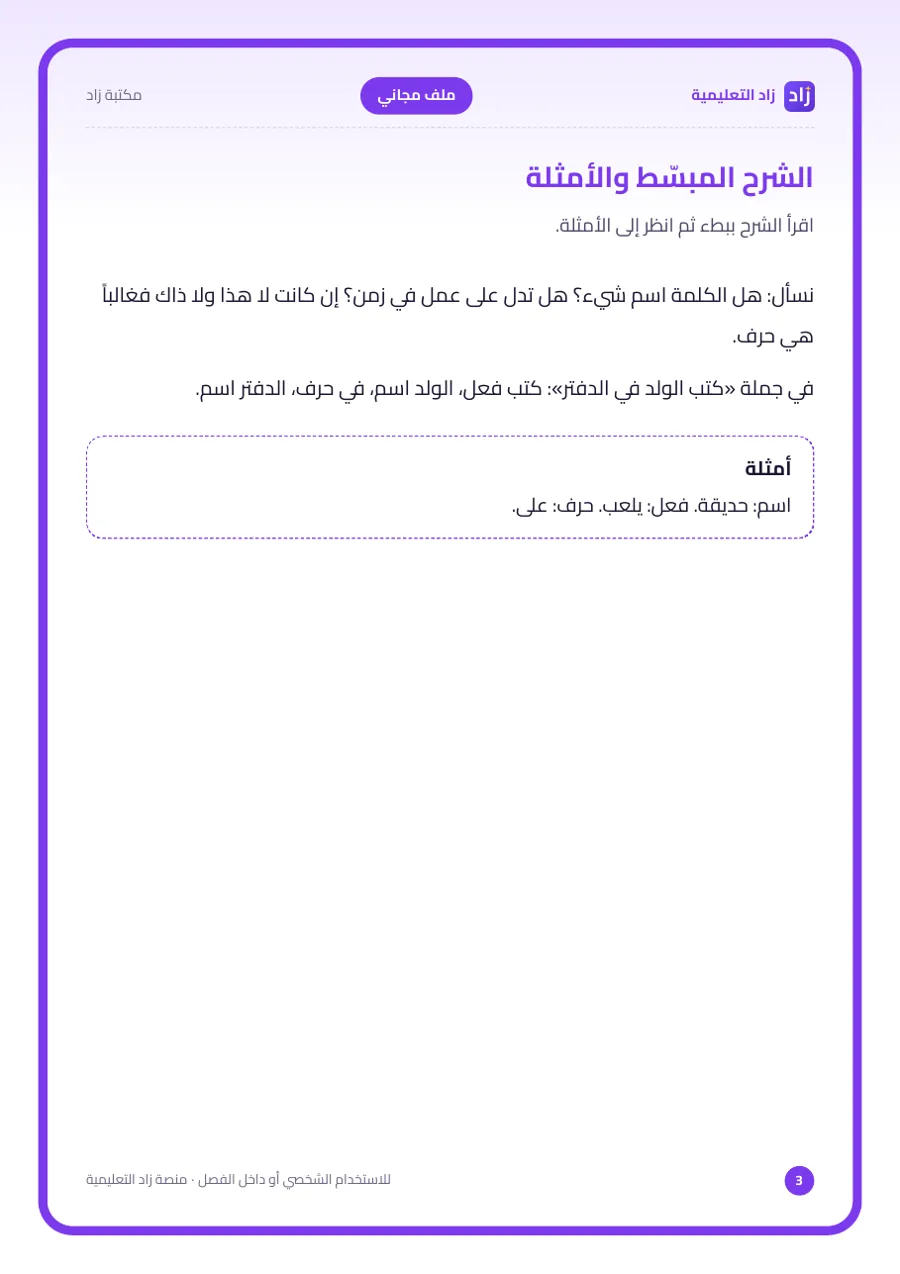 زاد زاد التعليمية
ملف مجاني
مكتبة زاد
الشرح المبسّط والأمثلة
اقرأ الشرح ببطء ثم انظر إلى الأمثلة.
نسأل: هل الكلمة اسم شيء؟ هل تدل على عمل في زمن؟ إن كانت لا هذا ولا ذاك فغالباً
هي حرف.
في جملة «كتب الولد في الدفتر»: كتب فعل، الولد اسم، في حرف، الدفتر اسم.
أمثلة
اسم: حديقة. فعل: يلعب. حرف: على.
3
للاستخدام الشخصي أو داخل الفصل · منصة زاد التعليمية